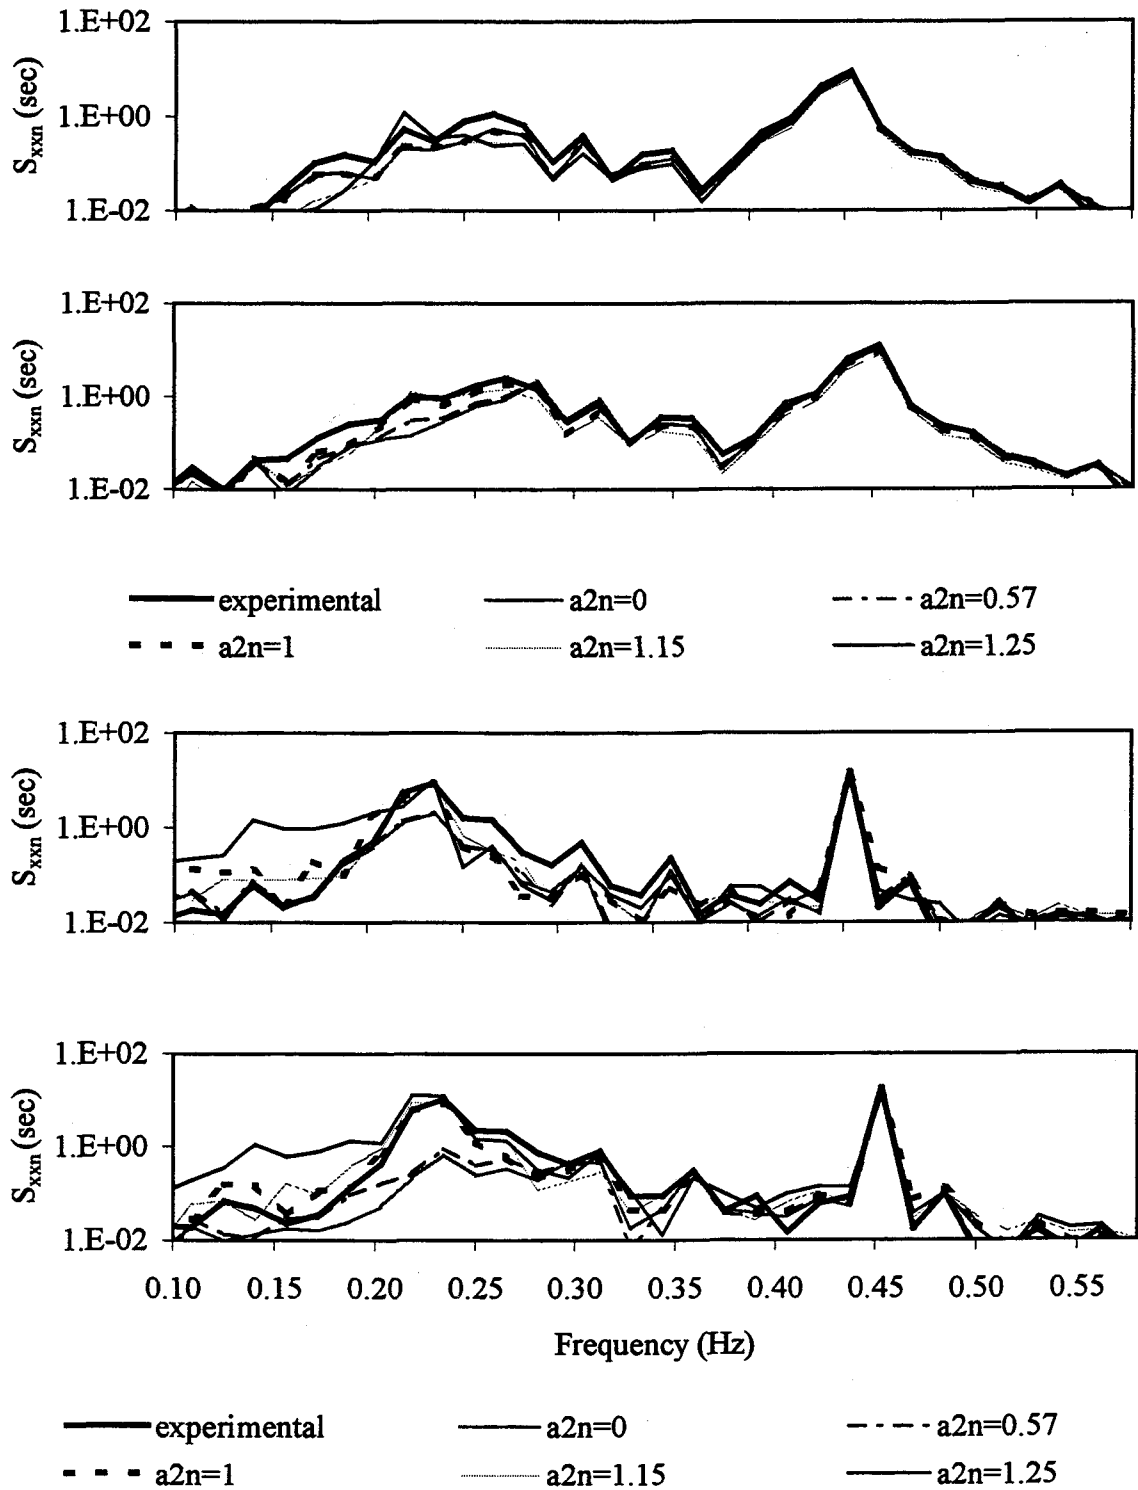 1.E+02
S_xxn (sec)
1.E+00
1.E-02
1.E+02
S_xxn (sec)
1.E+00
1.E-02
experimental a2n=0 a2n=0.57
a2n=1 a2n=1.15 a2n=1.25
1.E+02
S_xxn (sec)
1.E+00
1.E-02
1.E+02
S_xxn (sec)
1.E+00
1.E-02
0.10 0.15 0.20 0.25 0.30 0.35 0.40 0.45 0.50 0.55
Frequency (Hz)
experimental a2n=0 a2n=0.57
a2n=1 a2n=1.15 a2n=1.25